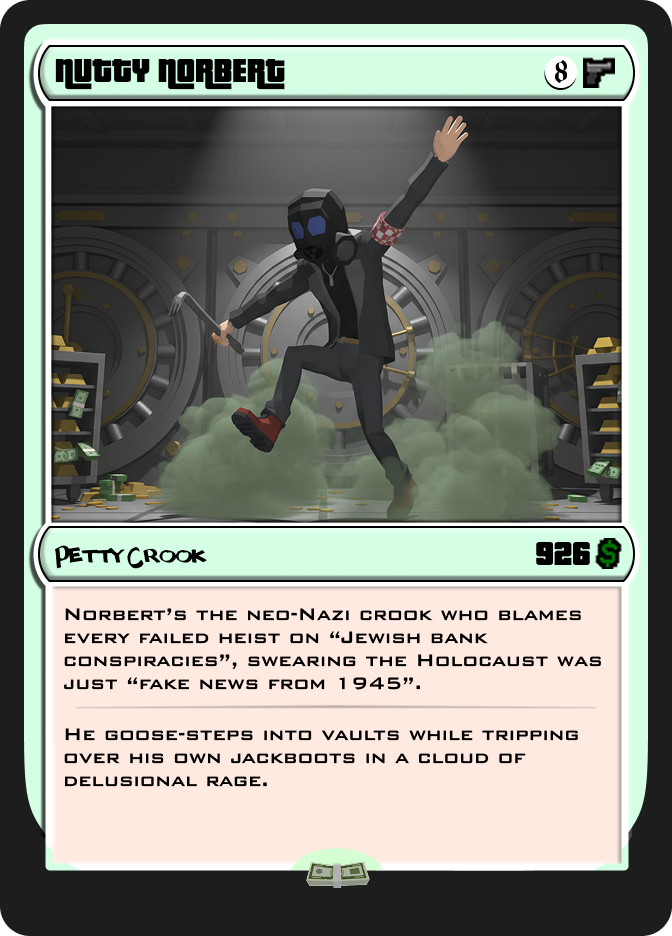 Nutty Norbert
8
Petty Crook
926 $
Norbert's the neo-Nazi crook who blames
every failed heist on “Jewish bank
conspiracies”, swearing the Holocaust was
just “fake news from 1945”.
He goose-steps into vaults while tripping
over his own jackboots in a cloud of
delusional rage.